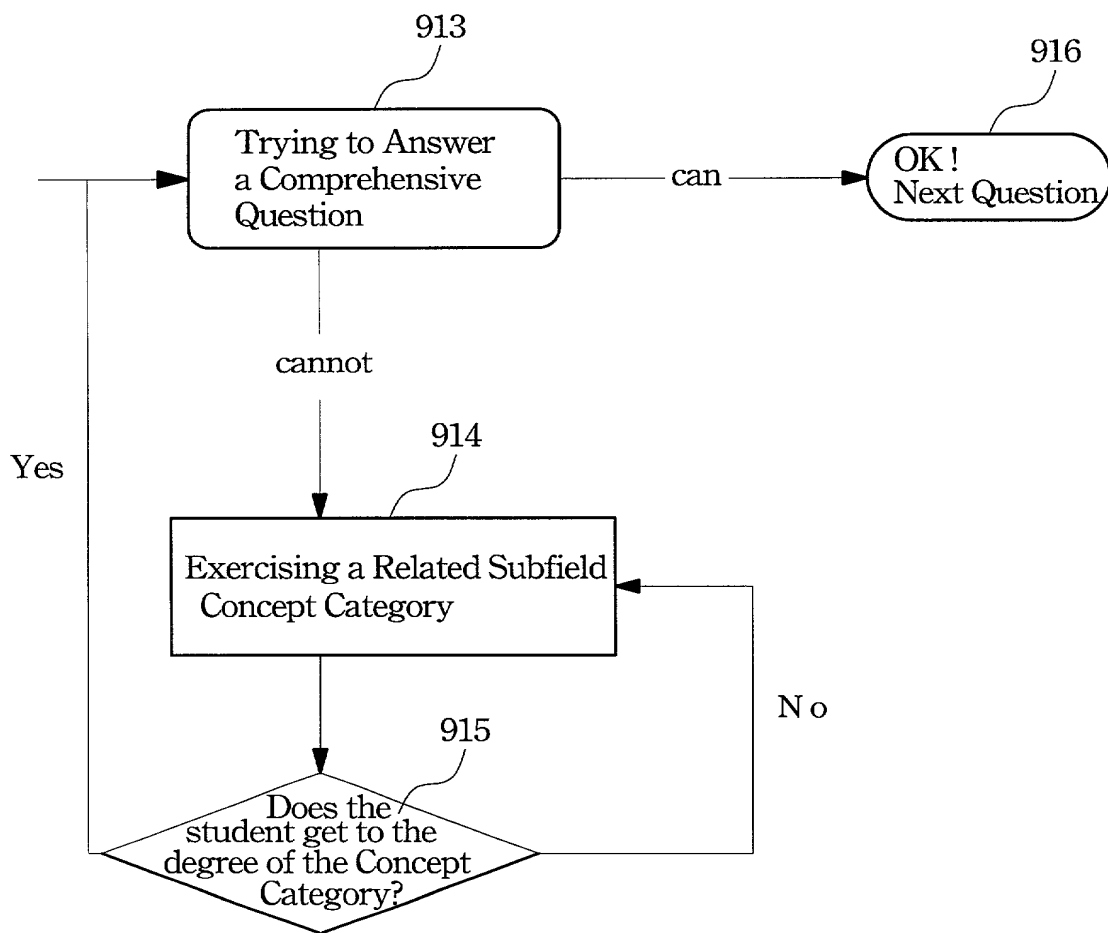 913
916
Trying to Answer
a Comprehensive
Question
can
OK !
Next Question
cannot
914
Yes
Exercising a Related Subfield
Concept Category
No
915
Does the
student get to the
degree of the Concept
Category?